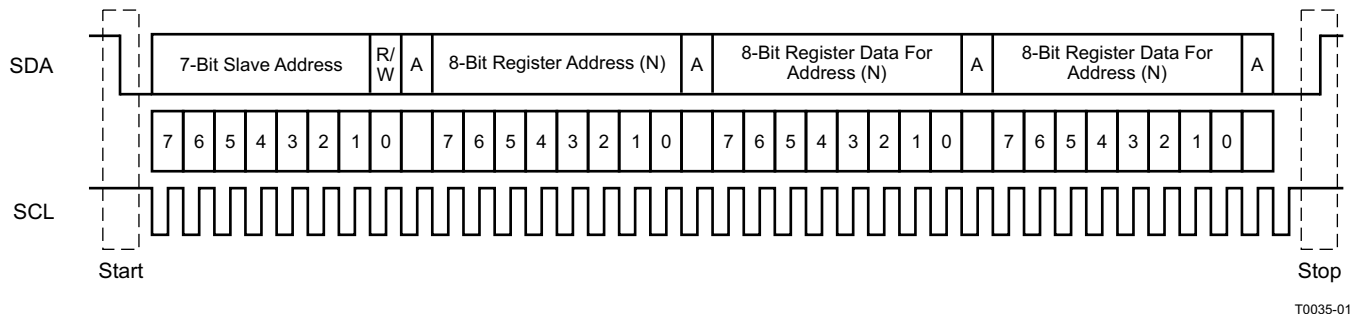 SDA
7-Bit Slave Address
R/
W
A
8-Bit Register Address (N)
A
8-Bit Register Data For
Address (N)
A
8-Bit Register Data For
Address (N)
A
7 6 5 4 3 2 1 0 7 6 5 4 3 2 1 0 7 6 5 4 3 2 1 0 7 6 5 4 3 2 1 0
SCL
Start
Stop
T0035-01